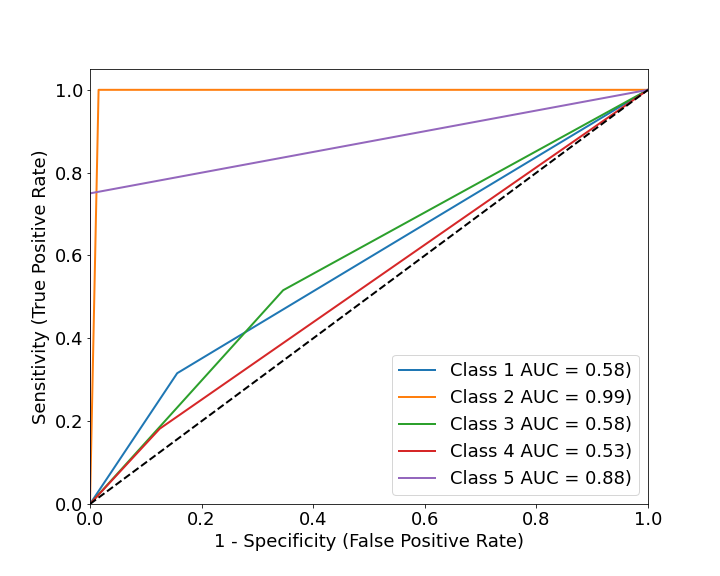 1.0
0.8
0.6
0.4
0.2
0.0
Sensitivity (True Positive Rate)
Class 1 AUC = 0.58)
Class 2 AUC = 0.99)
Class 3 AUC = 0.58)
Class 4 AUC = 0.53)
Class 5 AUC = 0.88)
0.0 0.2 0.4 0.6 0.8 1.0
1 - Specificity (False Positive Rate)